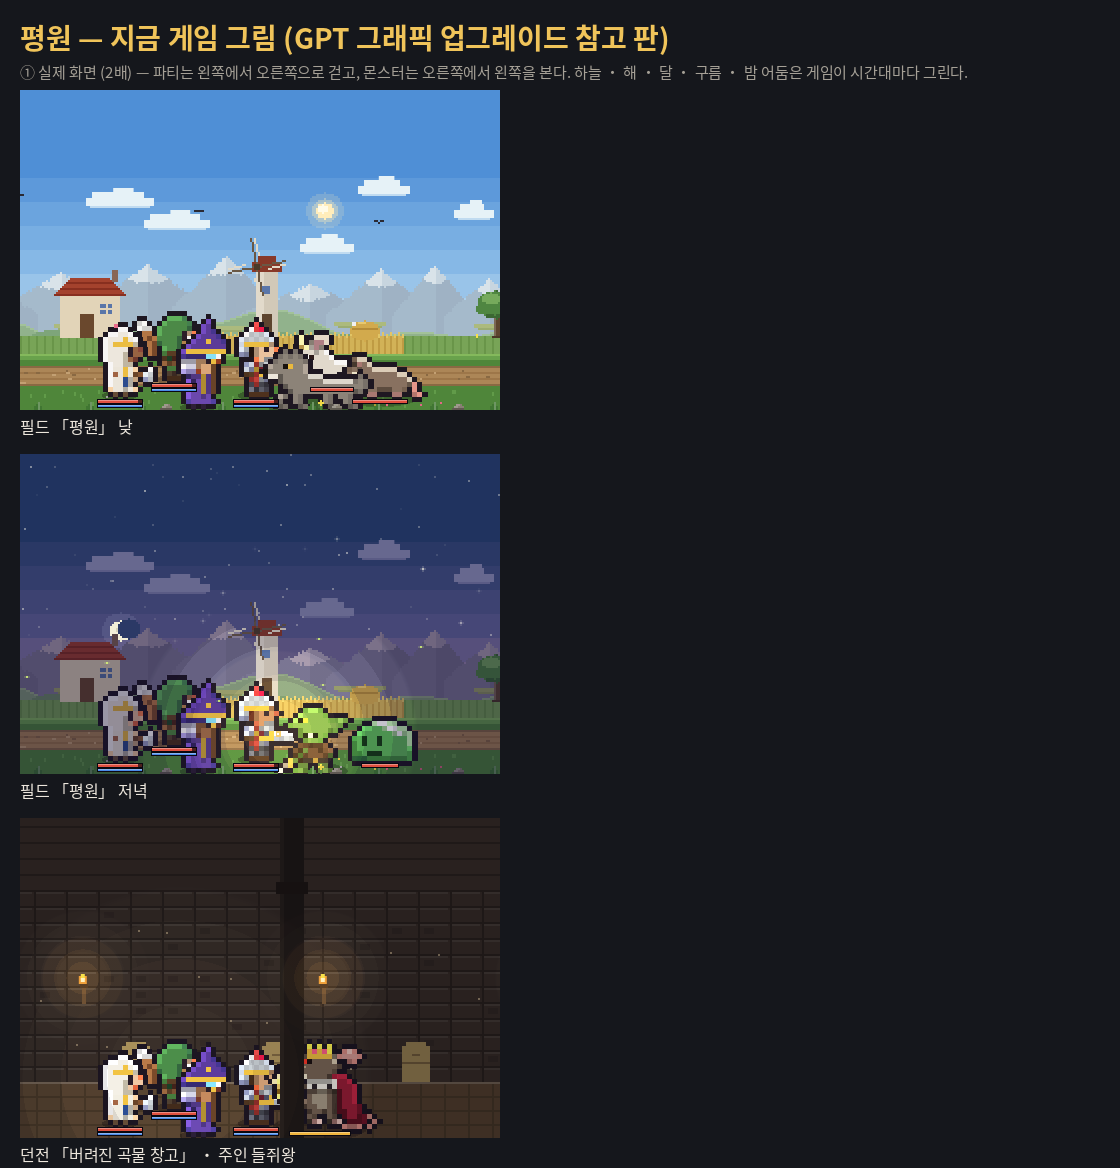 평원 — 지금 게임 그림 (GPT 그래픽 업그레이드 참고 판)
① 실제 화면 (2배) — 파티는 왼쪽에서 오른쪽으로 걷고, 몬스터는 오른쪽에서 왼쪽을 본다. 하늘 · 해 · 달 · 구름 · 밤 어둠은 게임이 시간대마다 그린다.
필드 「평원」 낮
필드 「평원」 저녁
던전 「버려진 곡물 창고」 · 주인 들쥐왕